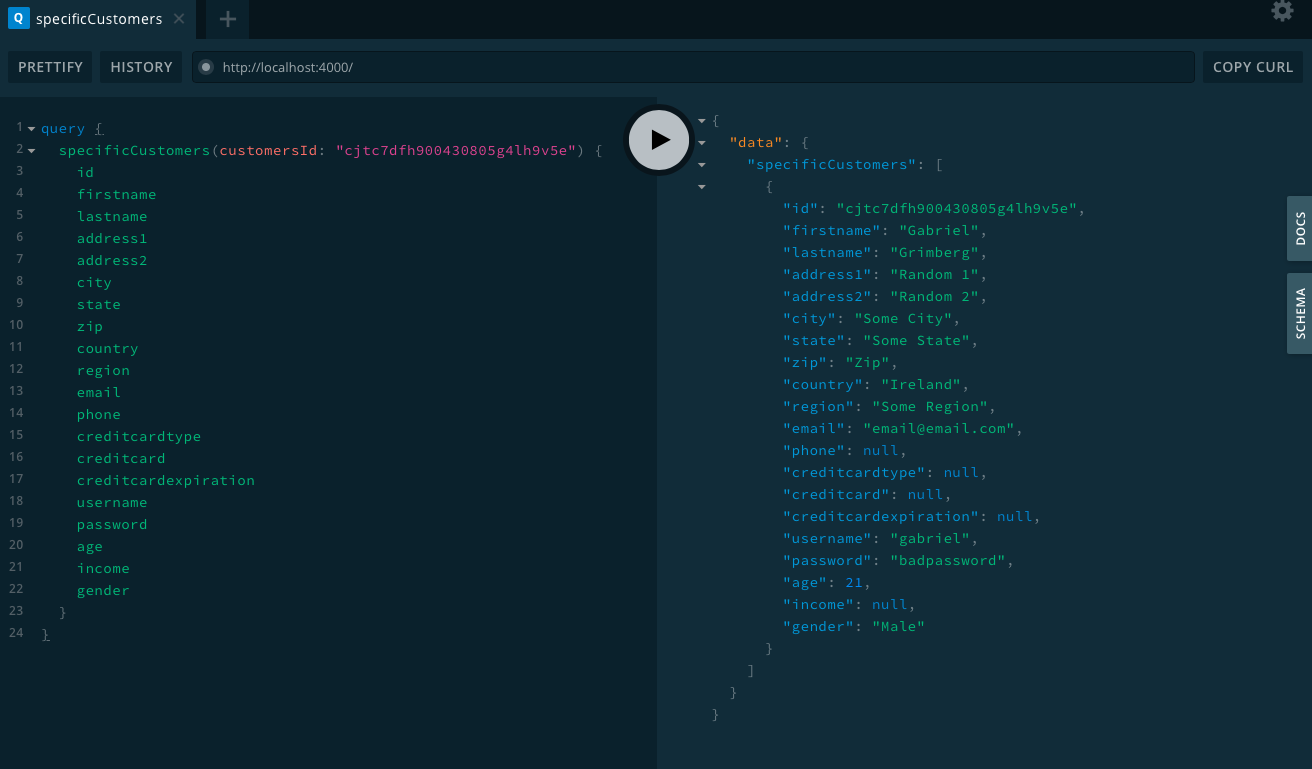 Q specificCustomers
PRETTIFY HISTORY http://localhost:4000/ COPY CURL
1 query {
2 specificCustomers(customersId: "cjtc7dfh900430805g4lh9v5e") {
3 id
4 firstname
5 lastname
6 address1
7 address2
8 city
9 state
10 zip
11 country
12 region
13 email
14 phone
15 creditcardtype
16 creditcard
17 creditcardexpiration
18 username
19 password
20 age
21 income
22 gender
23 }
24 }
{
"data": {
"specificCustomers": [
{
"id": "cjtc7dfh900430805g4lh9v5e",
"firstname": "Gabriel",
"lastname": "Grimberg",
"address1": "Random 1",
"address2": "Random 2",
"city": "Some City",
"state": "Some State",
"zip": "Zip",
"country": "Ireland",
"region": "Some Region",
"email": "email@email.com",
"phone": null,
"creditcardtype": null,
"creditcard": null,
"creditcardexpiration": null,
"username": "gabriel",
"password": "badpassword",
"age": 21,
"income": null,
"gender": "Male"
}
]
}
}
DOCS
SCHEMA